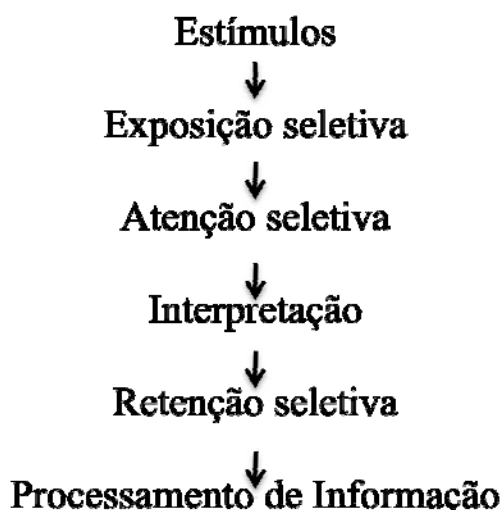 Estímulos
Exposição seletiva
Atenção seletiva
Interpretação
Retenção seletiva
Processamento de Informação